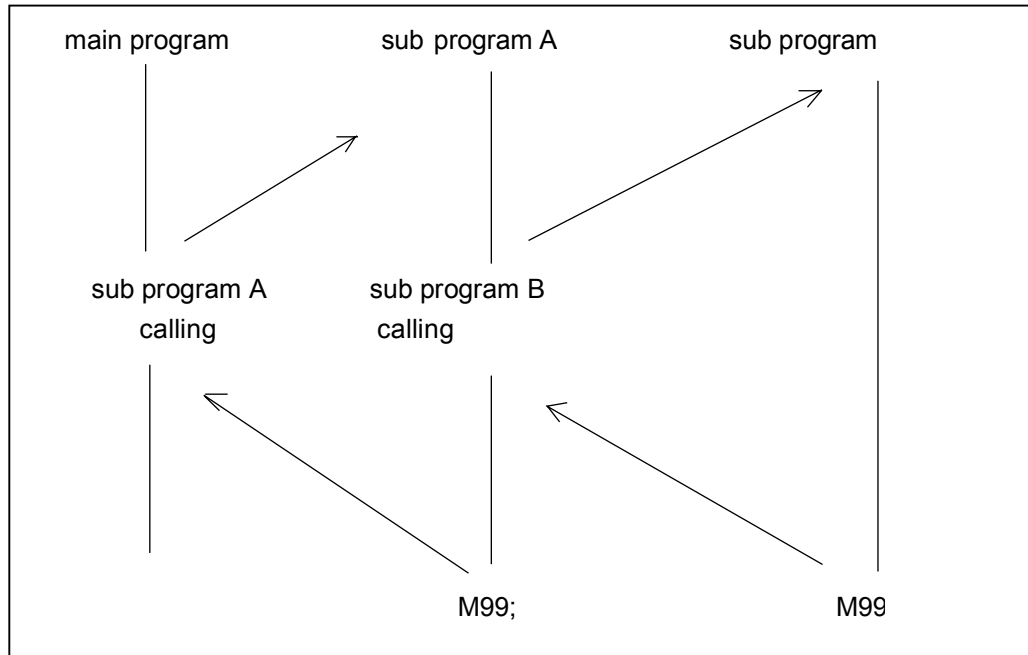 main program
sub program A
sub program
sub program A
calling
sub program B
calling
M99;
M99